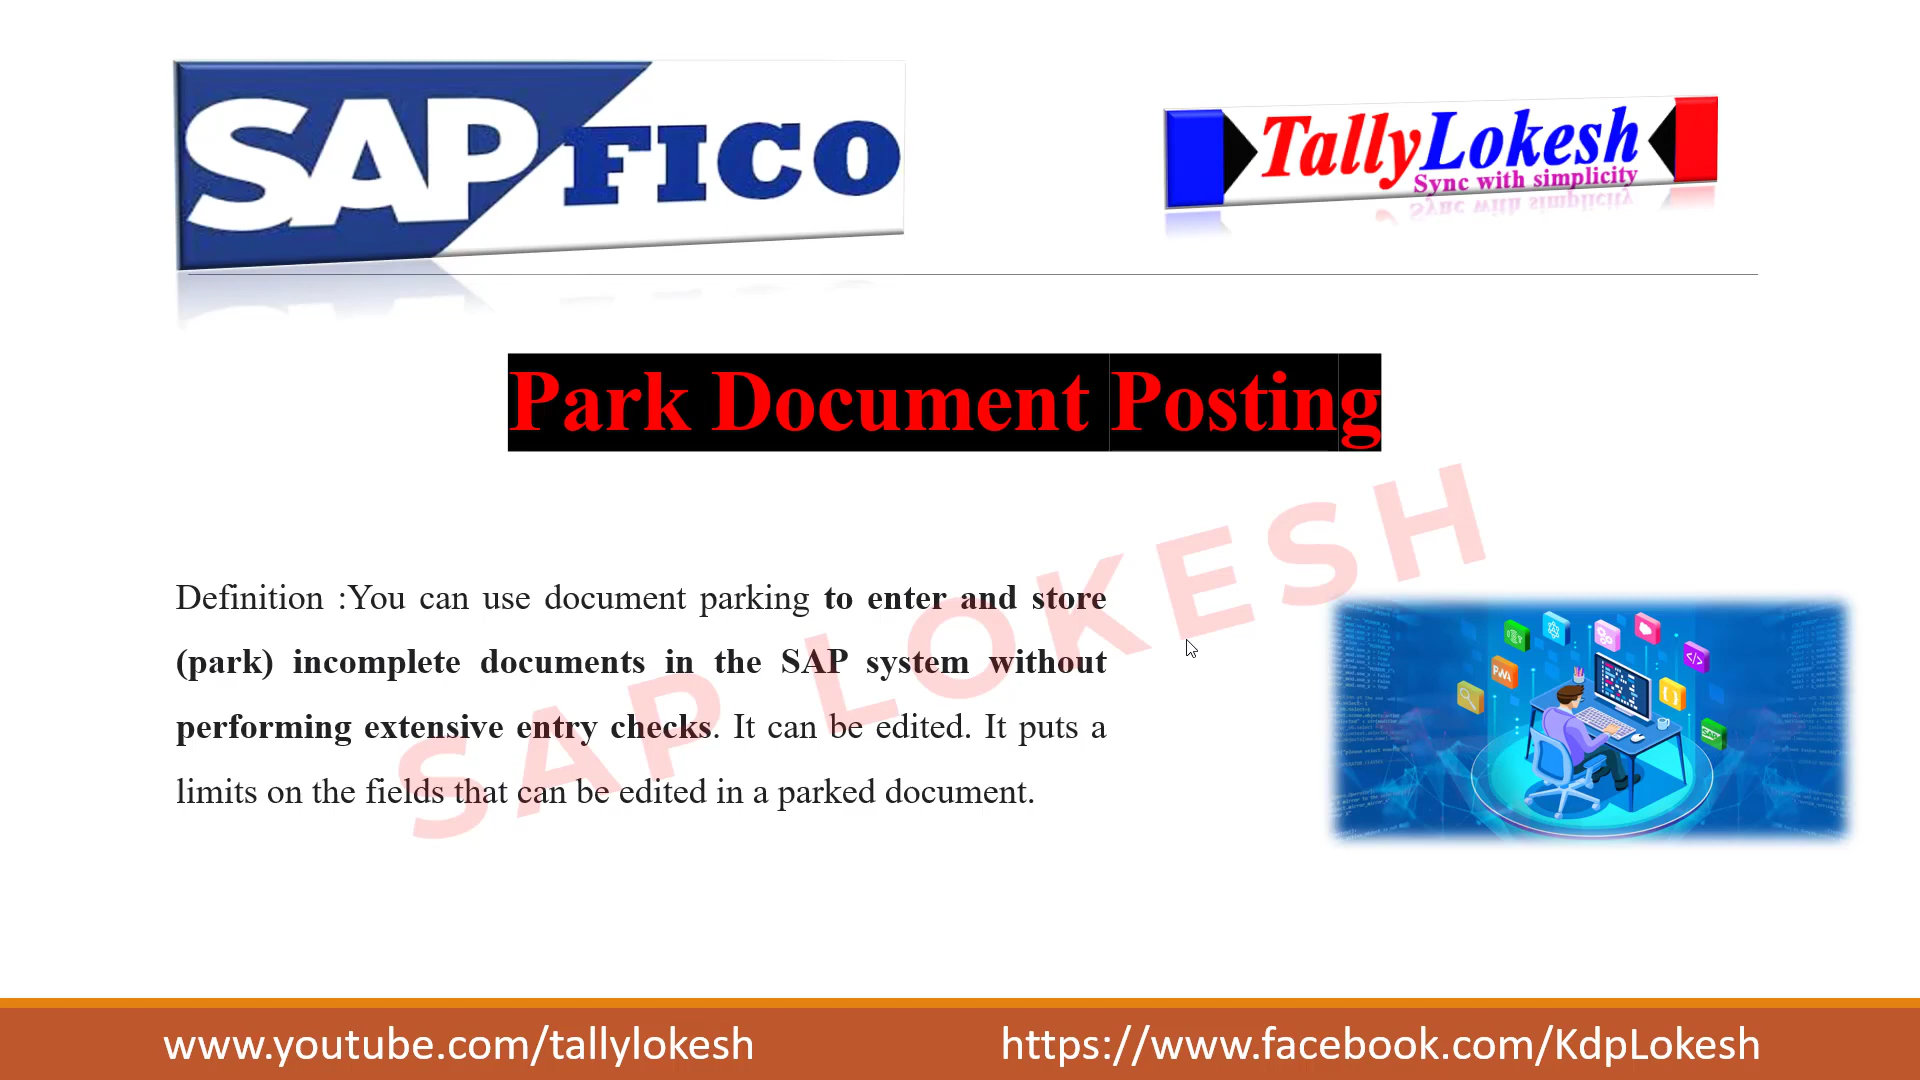 SAP FICO
TallyLokesh
Sync with simplicity
Park Document Posting
Definition :You can use document parking to enter and store
(park) incomplete documents in the SAP system without
performing extensive entry checks. It can be edited. It puts a
limits on the fields that can be edited in a parked document.
SAP LOKESH
PWA
</>
{ }
SAP
www.youtube.com/tallylokesh
https://www.facebook.com/KdpLokesh